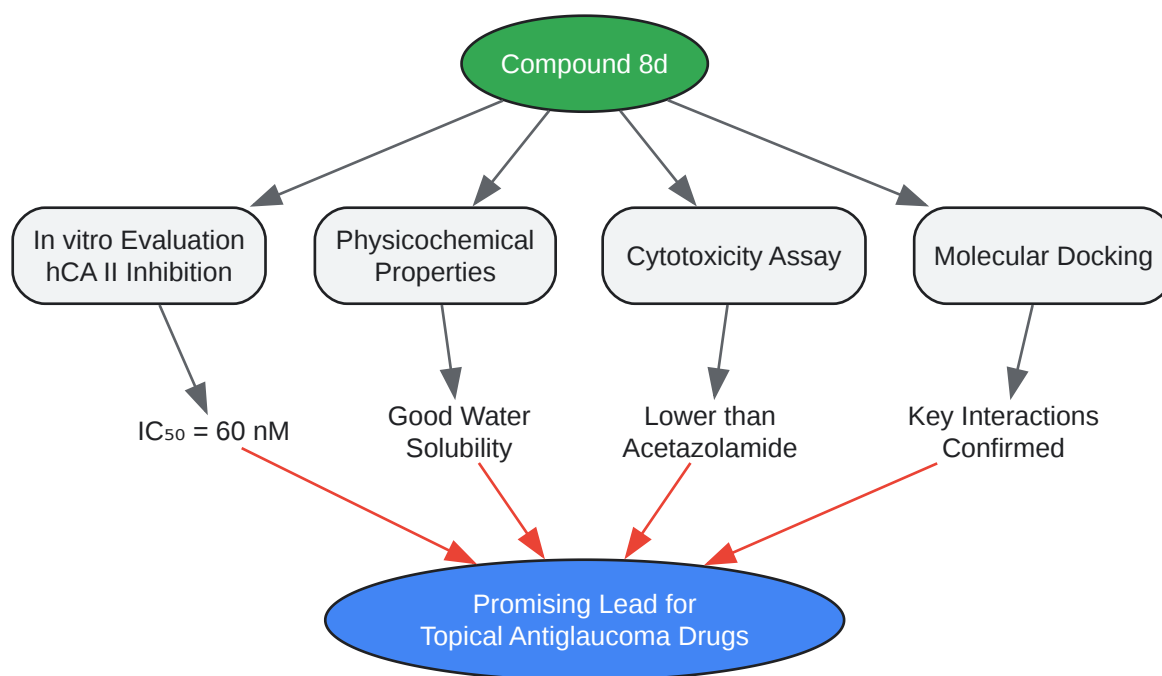 Compound 8d
In vitro Evaluation
hCA II Inhibition
Physicochemical
Properties
Cytotoxicity Assay
Molecular Docking
IC₅₀ = 60 nM
Good Water
Solubility
Lower than
Acetazolamide
Key Interactions
Confirmed
Promising Lead for
Topical Antiglaucoma Drugs